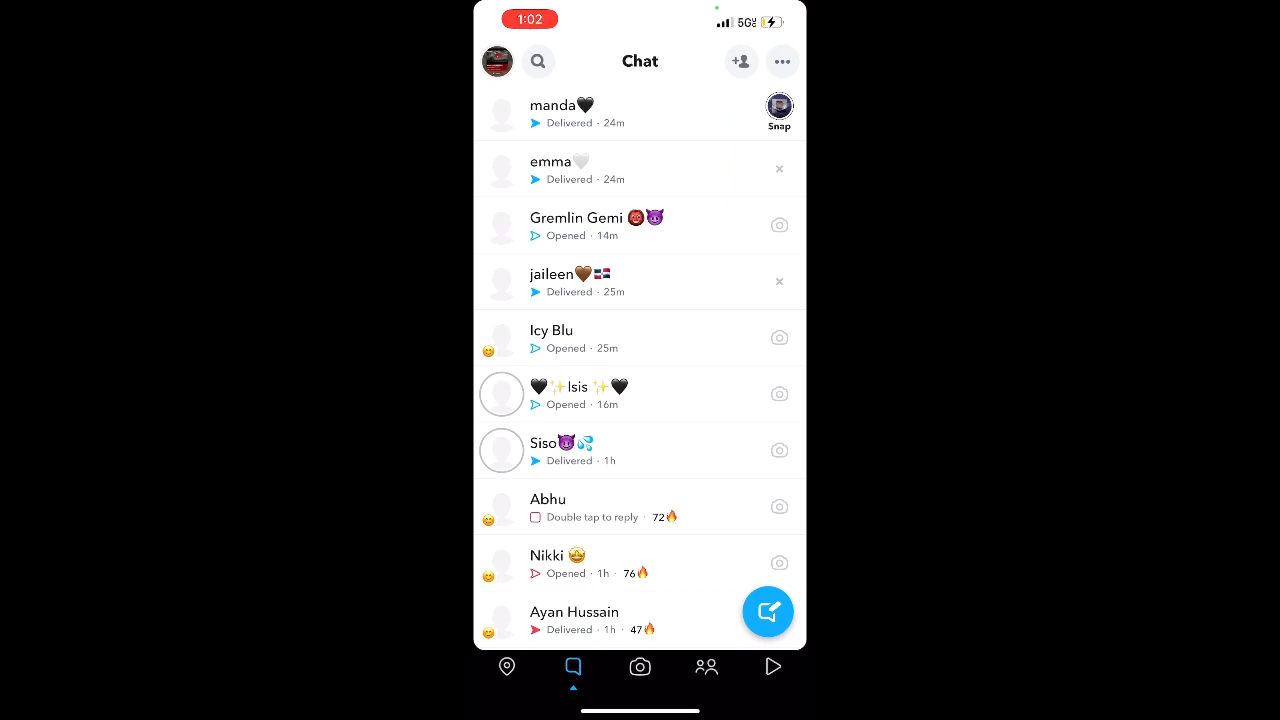 1:02
5G
Chat
manda🖤
Delivered · 24m
Snap
emma🤍
Delivered · 24m
Gremlin Gemi 👹😈
Opened · 14m
jaileen🤎🇩🇴
Delivered · 25m
Icy Blu
Opened · 25m
🖤✨Isis ✨🖤
Opened · 16m
Siso😈💦
Delivered · 1h
Abhu
Double tap to reply · 72🔥
Nikki 🤩
Opened · 1h · 76🔥
Ayan Hussain
Delivered · 1h · 47🔥